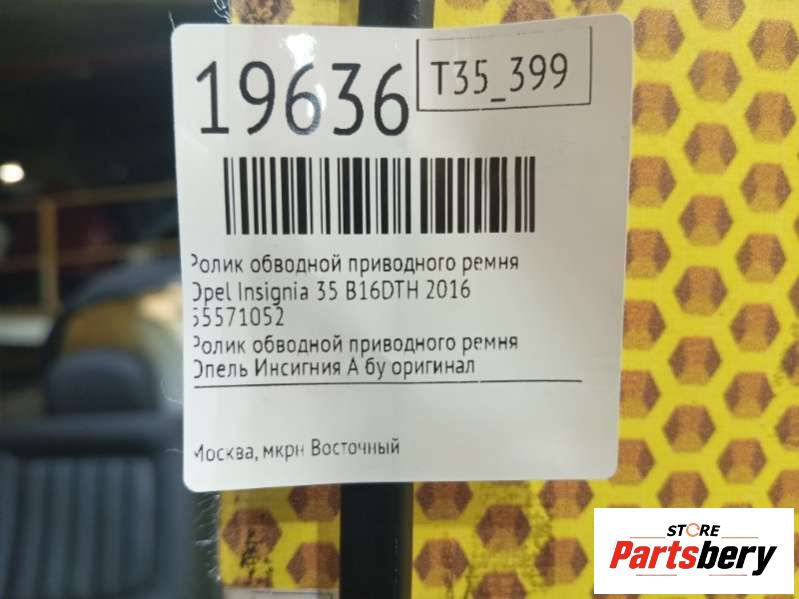 19636
T35_399
Ролик обводной приводного ремня
Opel Insignia 35 B16DTH 2016
55571052
Ролик обводной приводного ремня
Опель Инсигния А бу оригинал
Москва, мкрн Восточный
STORE
Partsbery